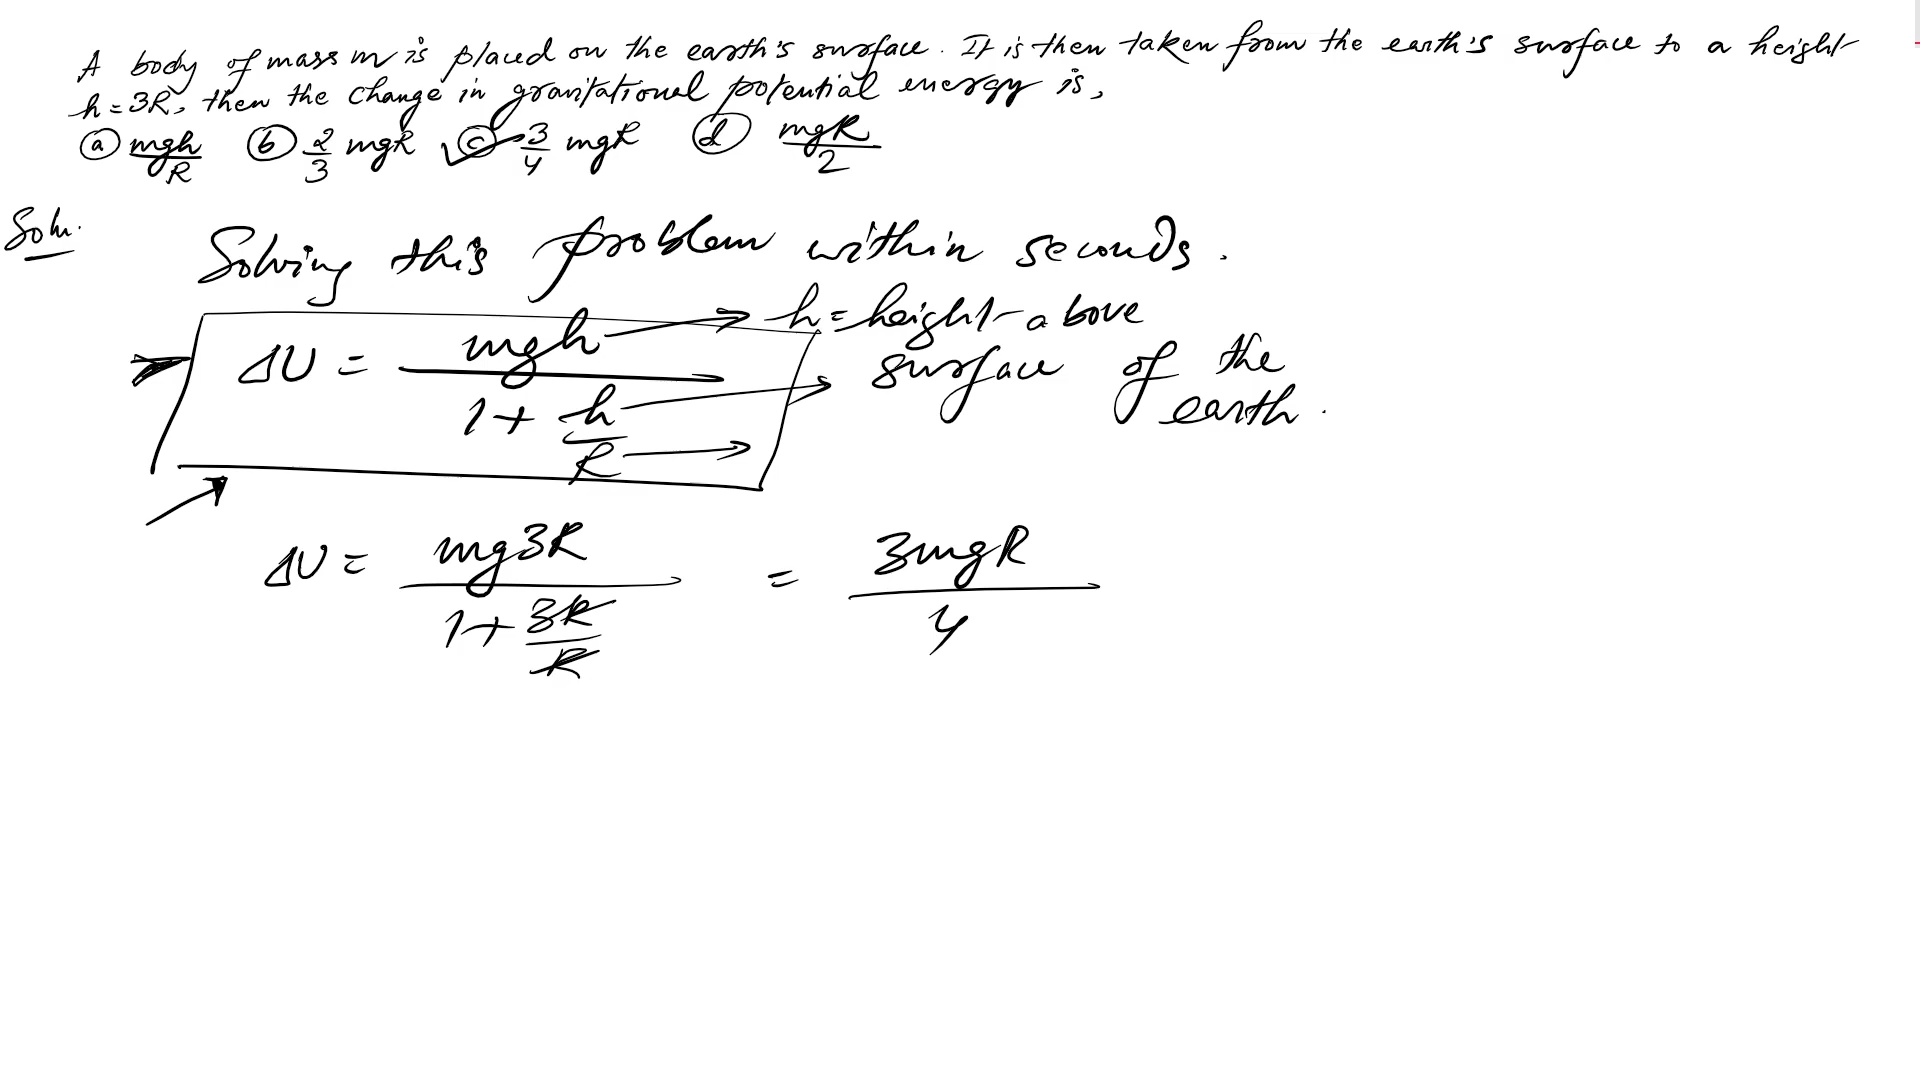 A body of mass m is placed on the earth's surface. It is then taken from the earth's surface to a height
h = 3R, then the change in gravitational potential energy is,
(a) mgh/R (b) 2/3 mgR (c) 3/4 mgR (d) mgR/2
Soln.
Solving this problem within seconds.
ΔU = mgh / (1 + h/R) → h = height above
surface of the
earth.
ΔU = mg3R / (1 + 3R/R) = 3mgR/4